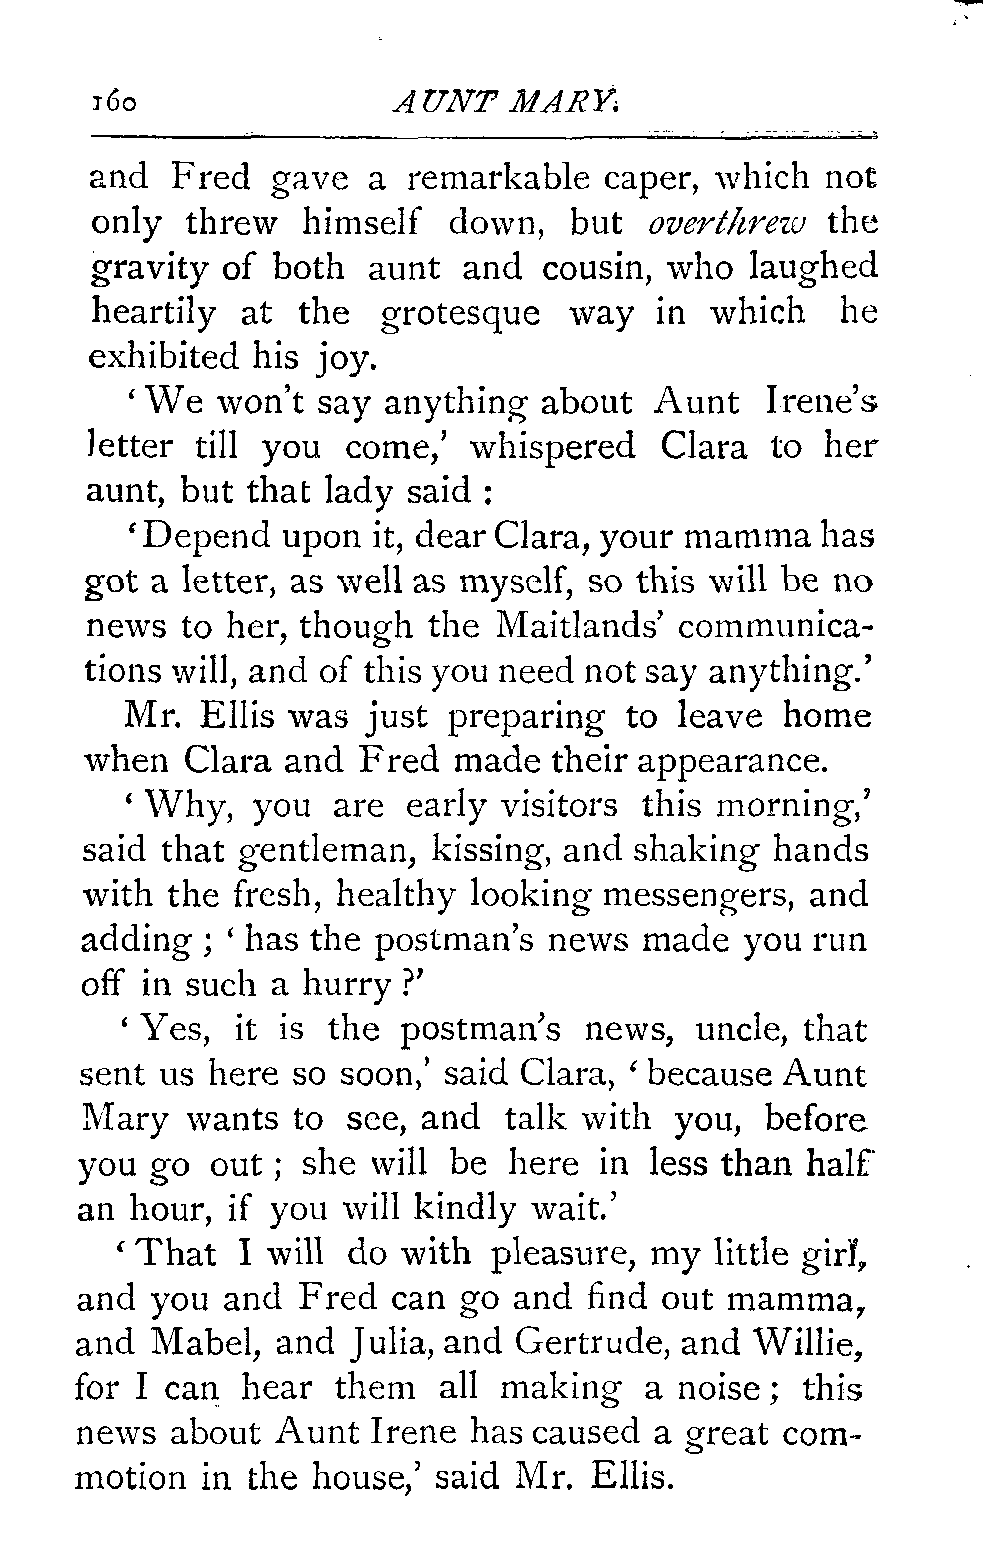 160 AUNT MARY.
and Fred gave a remarkable caper, which not
only threw himself down, but overthrew the
gravity of both aunt and cousin, who laughed
heartily at the grotesque way in which he
exhibited his joy.
‘We won’t say anything about Aunt Irene’s
letter till you come,’ whispered Clara to her
aunt, but that lady said :
‘Depend upon it, dear Clara, your mamma has
got a letter, as well as myself, so this will be no
news to her, though the Maitlands’ communica-
tions will, and of this you need not say anything.’
Mr. Ellis was just preparing to leave home
when Clara and Fred made their appearance.
‘Why, you are early visitors this morning,’
said that gentleman, kissing, and shaking hands
with the fresh, healthy looking messengers, and
adding ; ‘has the postman’s news made you run
off in such a hurry ?’
‘Yes, it is the postman’s news, uncle, that
sent us here so soon,’ said Clara, ‘because Aunt
Mary wants to see, and talk with you, before
you go out ; she will be here in less than half
an hour, if you will kindly wait.’
‘That I will do with pleasure, my little girl,
and you and Fred can go and find out mamma,
and Mabel, and Julia, and Gertrude, and Willie,
for I can hear them all making a noise ; this
news about Aunt Irene has caused a great com-
motion in the house,’ said Mr. Ellis.